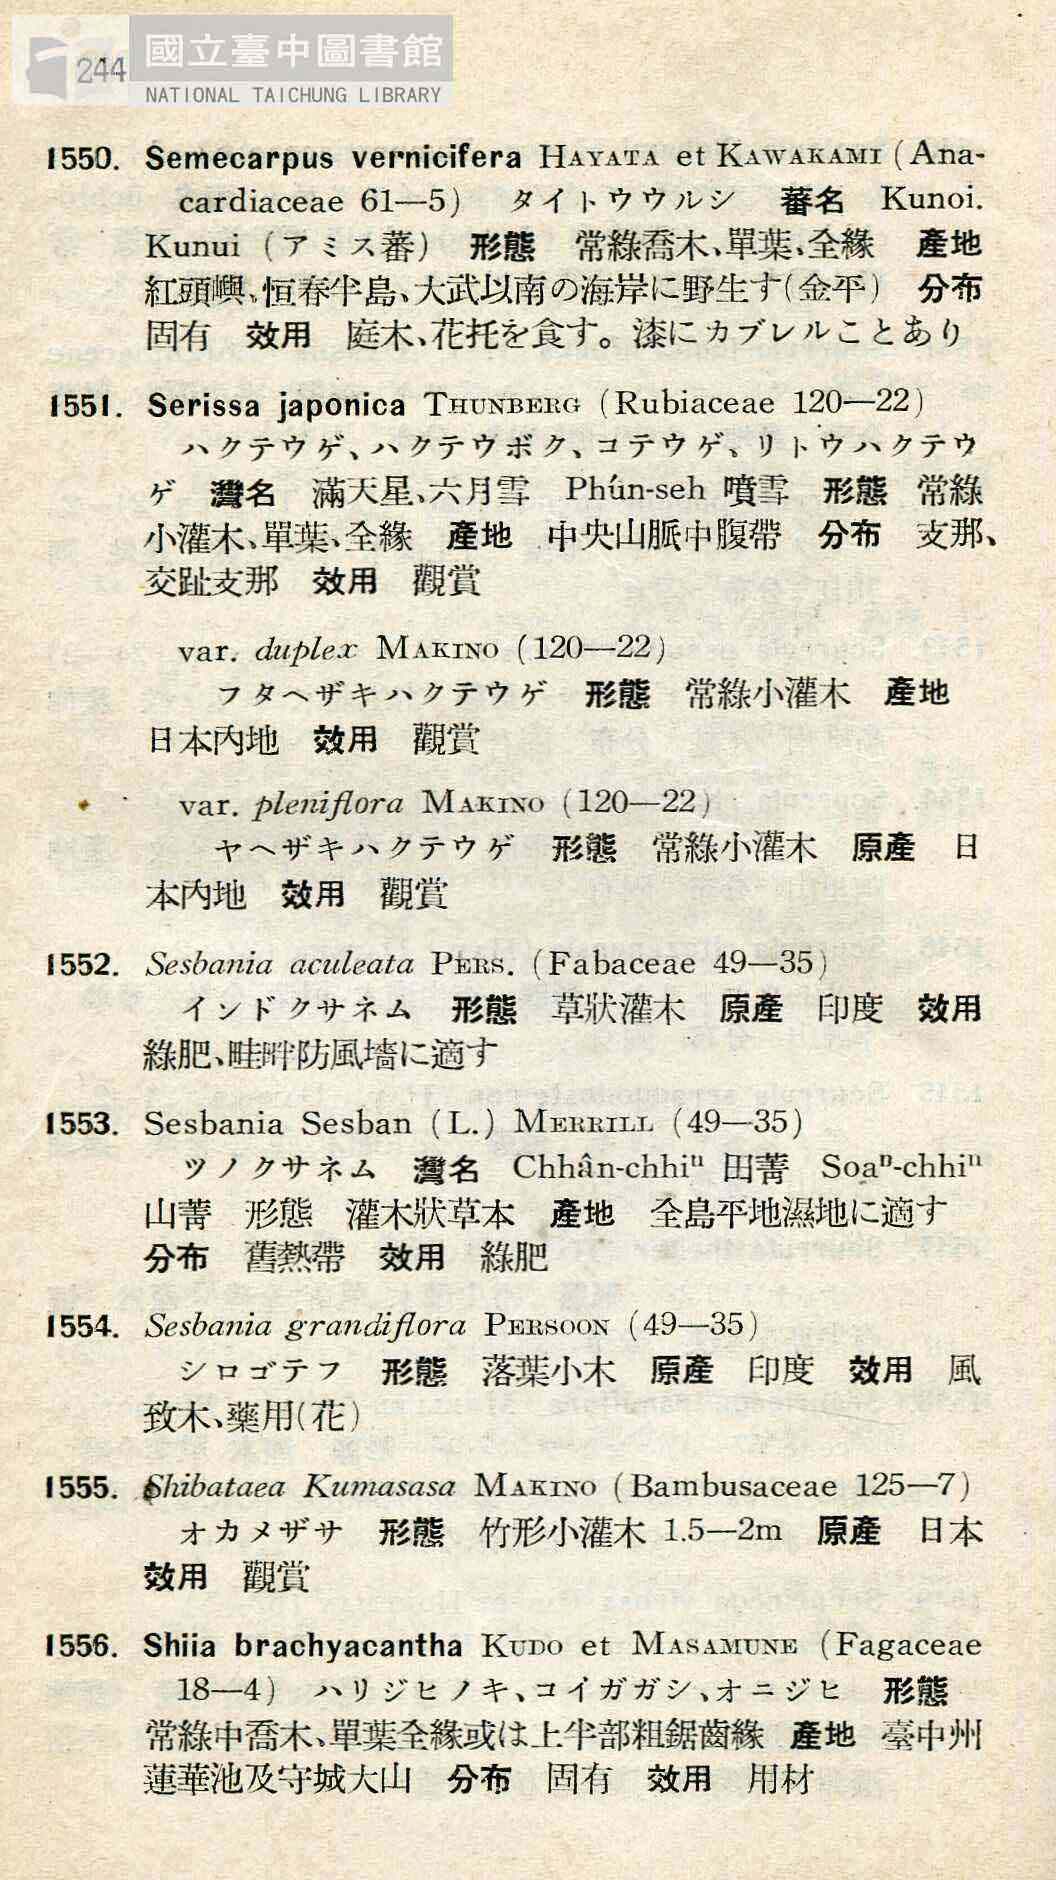 244
國立臺中圖書館
NATIONAL TAICHUNG LIBRARY
1550. Semecarpus vernicifera HAYATA et KAWAKAMI (Ana-
cardiaceae 61—5) タイトウウルシ 蕃名 Kunoi.
Kunui (アミス蕃) 形態 常綠喬木、單葉、全緣 產地
紅頭嶼、恒春半島、大武以南の海岸に野生す(金平) 分布
固有 效用 庭木、花托を食す。漆にカブレルことあり
1551. Serissa japonica THUNBERG (Rubiaceae 120—22)
ハクテウゲ、ハクテウボク、コテウゲ、リトウハクテウ
ゲ 灣名 滿天星、六月雪 Phún-seh 噴雪 形態 常綠
小灌木、單葉、全緣 產地 中央山脈中腹帶 分布 支那、
交趾支那 效用 觀賞
var. duplex MAKINO (120—22)
フタヘザキハクテウゲ 形態 常綠小灌木 產地
日本內地 效用 觀賞
var. pleniflora MAKINO (120—22)
ヤヘザキハクテウゲ 形態 常綠小灌木 原產 日
本內地 效用 觀賞
1552. Sesbania aculeata PERS. (Fabaceae 49—35)
インドクサネム 形態 草狀灌木 原產 印度 效用
綠肥、畦畔防風墻に適す
1553. Sesbania Sesban (L.) MERRILL (49—35)
ツノクサネム 灣名 Chhân-chhiⁿ 田菁 Soaⁿ-chhiⁿ
山菁 形態 灌木狀草本 產地 全島平地濕地に適す
分布 舊熱帶 效用 綠肥
1554. Sesbania grandiflora PERSOON (49—35)
シロゴテフ 形態 落葉小木 原產 印度 效用 風
致木、藥用(花)
1555. Shibataea Kumasasa MAKINO (Bambusaceae 125—7)
オカメザサ 形態 竹形小灌木 1.5—2m 原產 日本
效用 觀賞
1556. Shiia brachyacantha KUDO et MASAMUNE (Fagaceae
18—4) ハリジヒノキ、コイガガシ、オニジヒ 形態
常綠中喬木、單葉全緣或は上半部粗鋸齒緣 產地 臺中州
蓮華池及守城大山 分布 固有 效用 用材